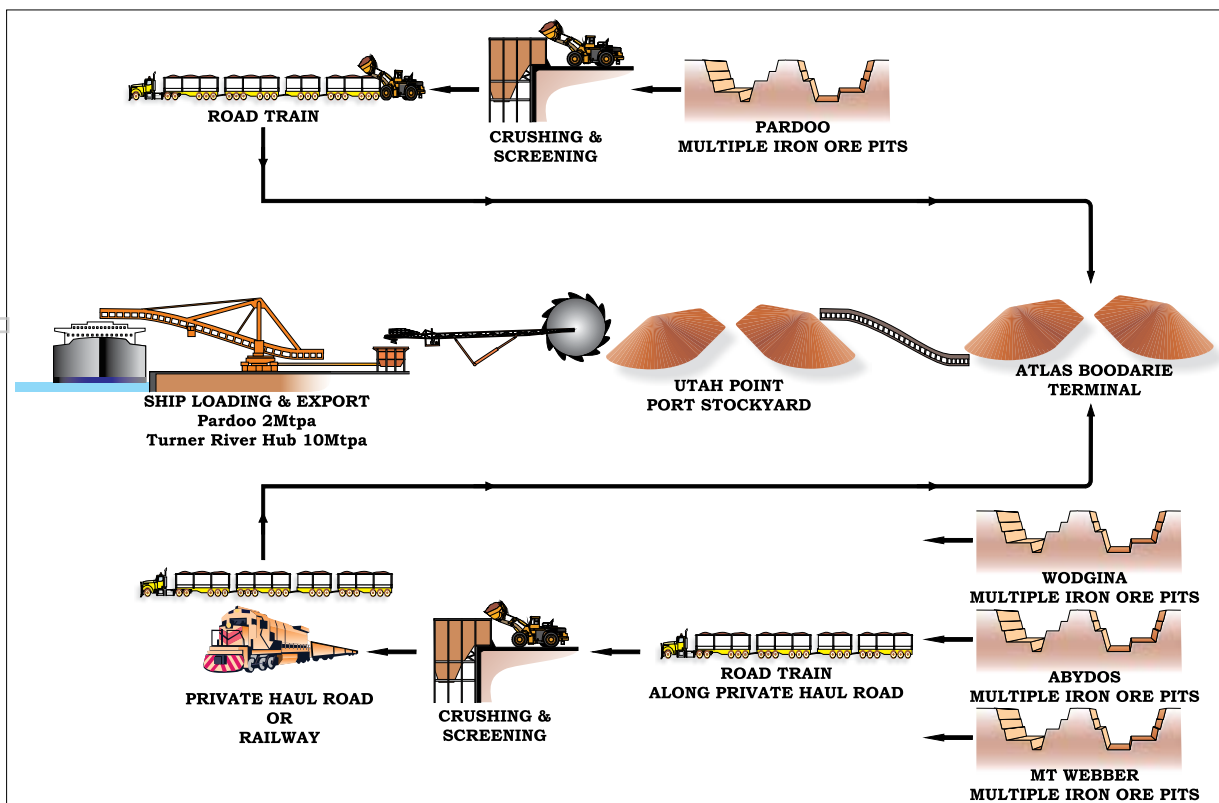 ROAD TRAIN
CRUSHING &
SCREENING
PARDOO
MULTIPLE IRON ORE PITS
SHIP LOADING & EXPORT
Pardoo 2Mtpa
Turner River Hub 10Mtpa
UTAH POINT
PORT STOCKYARD
ATLAS BOODARIE
TERMINAL
WODGINA
MULTIPLE IRON ORE PITS
PRIVATE HAUL ROAD
OR
RAILWAY
CRUSHING &
SCREENING
ROAD TRAIN
ALONG PRIVATE HAUL ROAD
ABYDOS
MULTIPLE IRON ORE PITS
MT WEBBER
MULTIPLE IRON ORE PITS